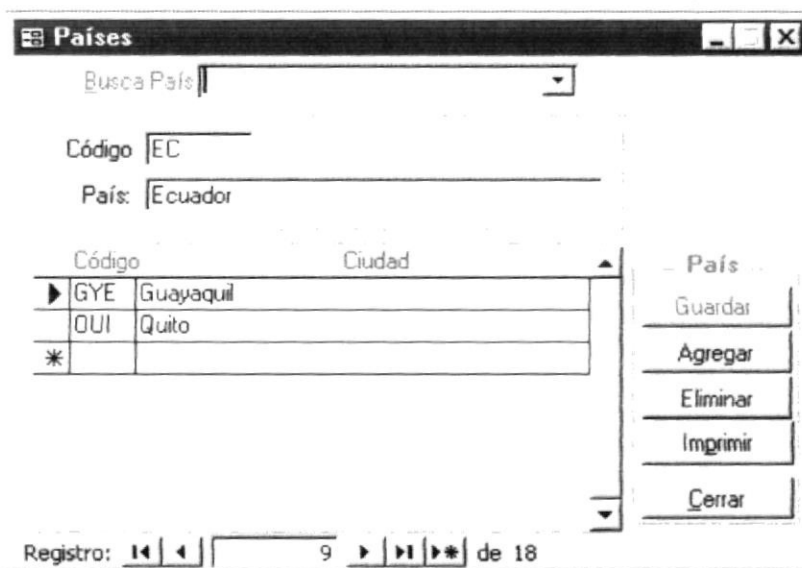 Países
Busca País
Código EC
País: Ecuador
Código Ciudad
GYE Guayaquil
OUI Quito
País
Guardar
Agregar
Eliminar
Imprimir
Cerrar
Registro: 9 de 18